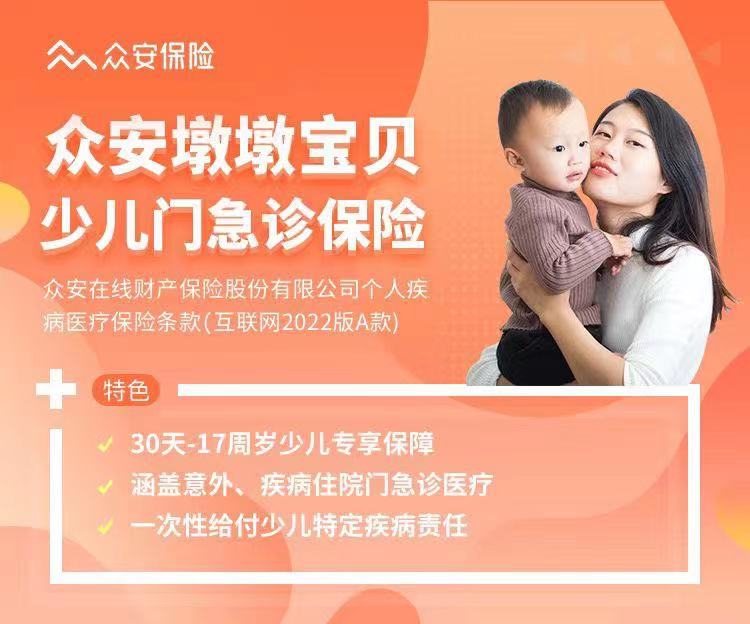 众安保险
众安墩墩宝贝
少儿门急诊保险
众安在线财产保险股份有限公司个人疾
病医疗保险条款(互联网2022版A款)
特色
30天-17周岁少儿专享保障
涵盖意外、疾病住院门急诊医疗
一次性给付少儿特定疾病责任